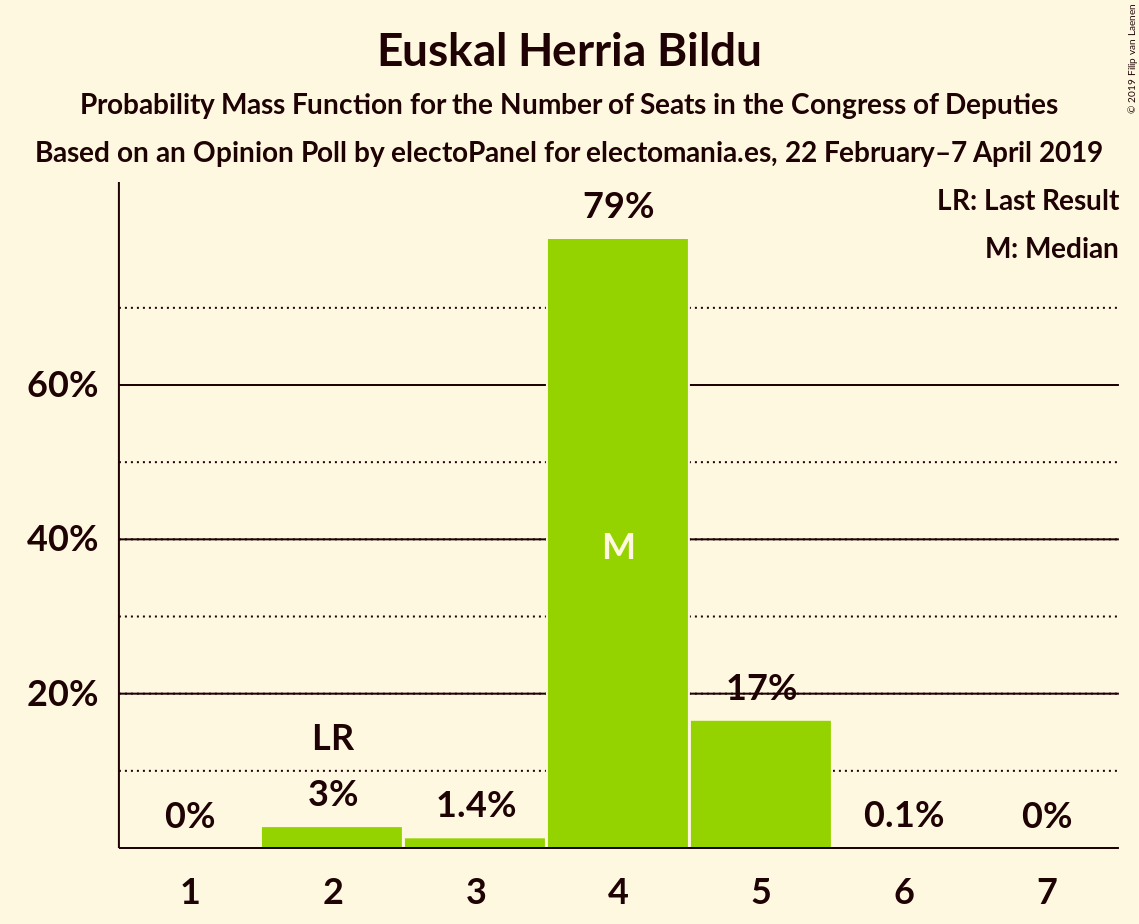 Euskal Herria Bildu
Probability Mass Function for the Number of Seats in the Congress of Deputies
Based on an Opinion Poll by electoPanel for electomania.es, 22 February–7 April 2019
© 2019 Filip van Laenen
LR: Last Result
M: Median
79%
60%
40%
M
20%
17%
LR
3%
1.4%
0%
0.1%
0%
1 2 3 4 5 6 7